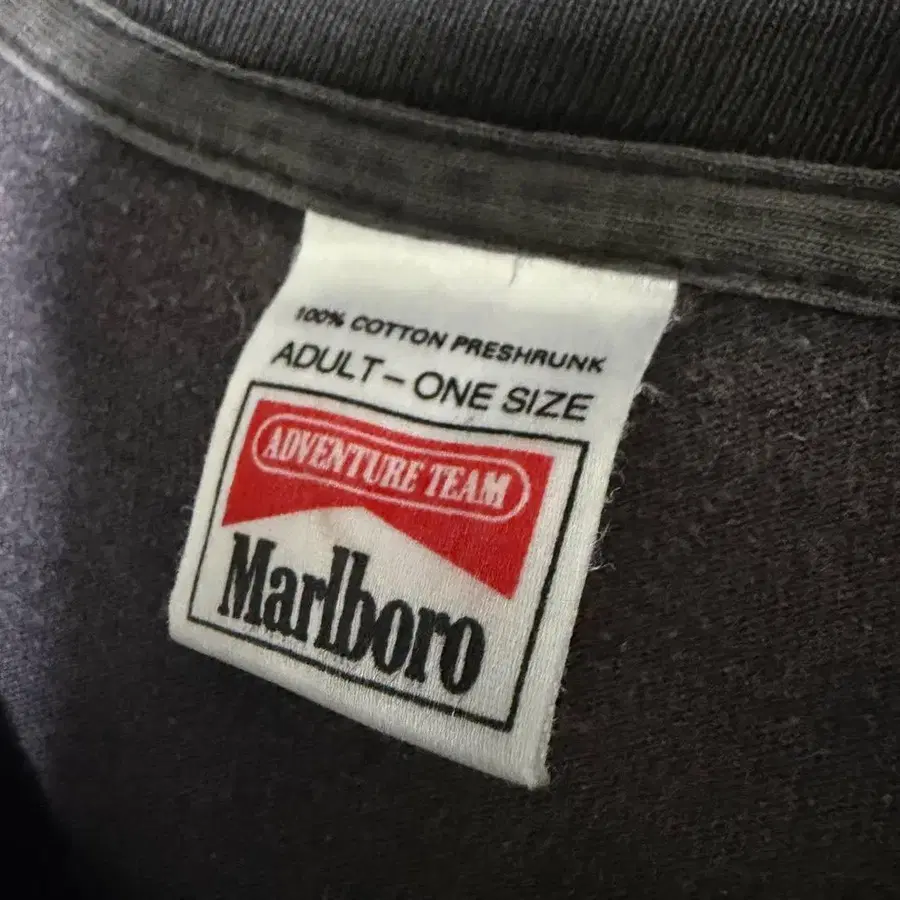 100% COTTON PRESHRUNK
ADULT – ONE SIZE
ADVENTURE TEAM
Marlboro